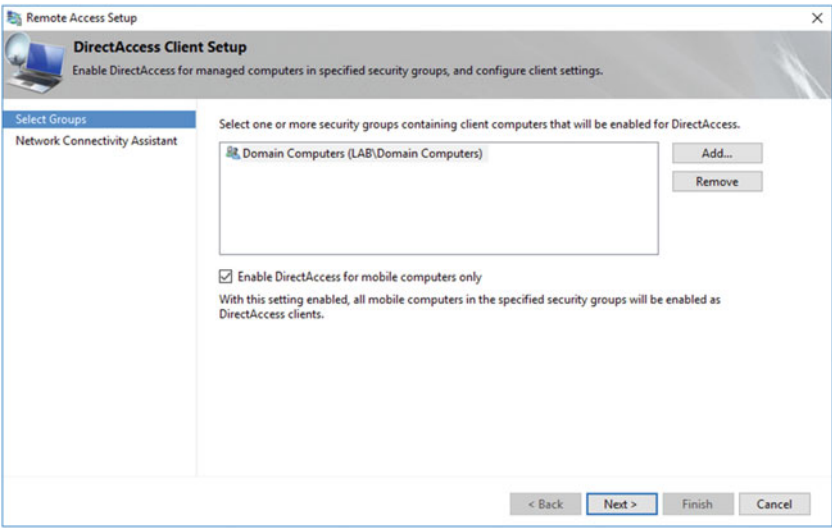 Remote Access Setup
DirectAccess Client Setup
Enable DirectAccess for managed computers in specified security groups, and configure client settings.
Select Groups
Network Connectivity Assistant
Select one or more security groups containing client computers that will be enabled for DirectAccess.
Domain Computers (LAB\Domain Computers)
Add...
Remove
Enable DirectAccess for mobile computers only
With this setting enabled, all mobile computers in the specified security groups will be enabled as
DirectAccess clients.
< Back
Next >
Finish
Cancel